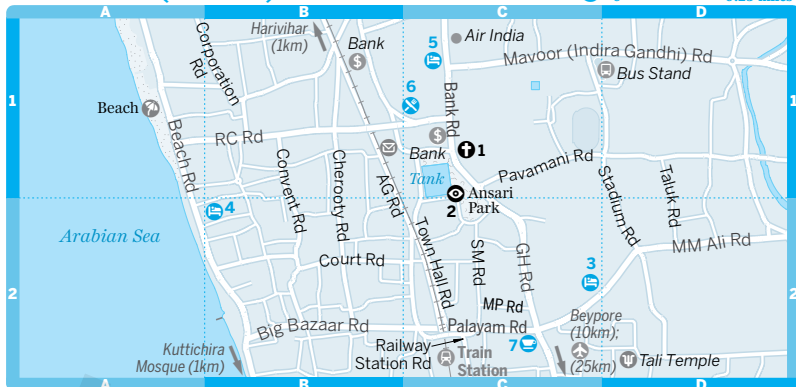 A
B
C
D
Harivihar
(1km)
Bank
5
Air India
Corporation
Rd
Mavoor (Indira Gandhi) Rd
Bus Stand
6
1
1
Beach
Bank Rd
RC Rd
Bank
1
Beach Rd
Convent Rd
Cherooty Rd
AG Rd
Tank
Pavamani Rd
Stadium Rd
Taluk Rd
Ansari
Park
2
4
Arabian Sea
Town Hall Rd
SM Rd
GH Rd
MM Ali Rd
Court Rd
3
2
2
MP Rd
Big Bazaar Rd
Palayam Rd
Beypore
(10km);
(25km)
Kuttichira
Mosque (1km)
Railway
Station Rd
Train
Station
7
Tali Temple
A
B
C
D